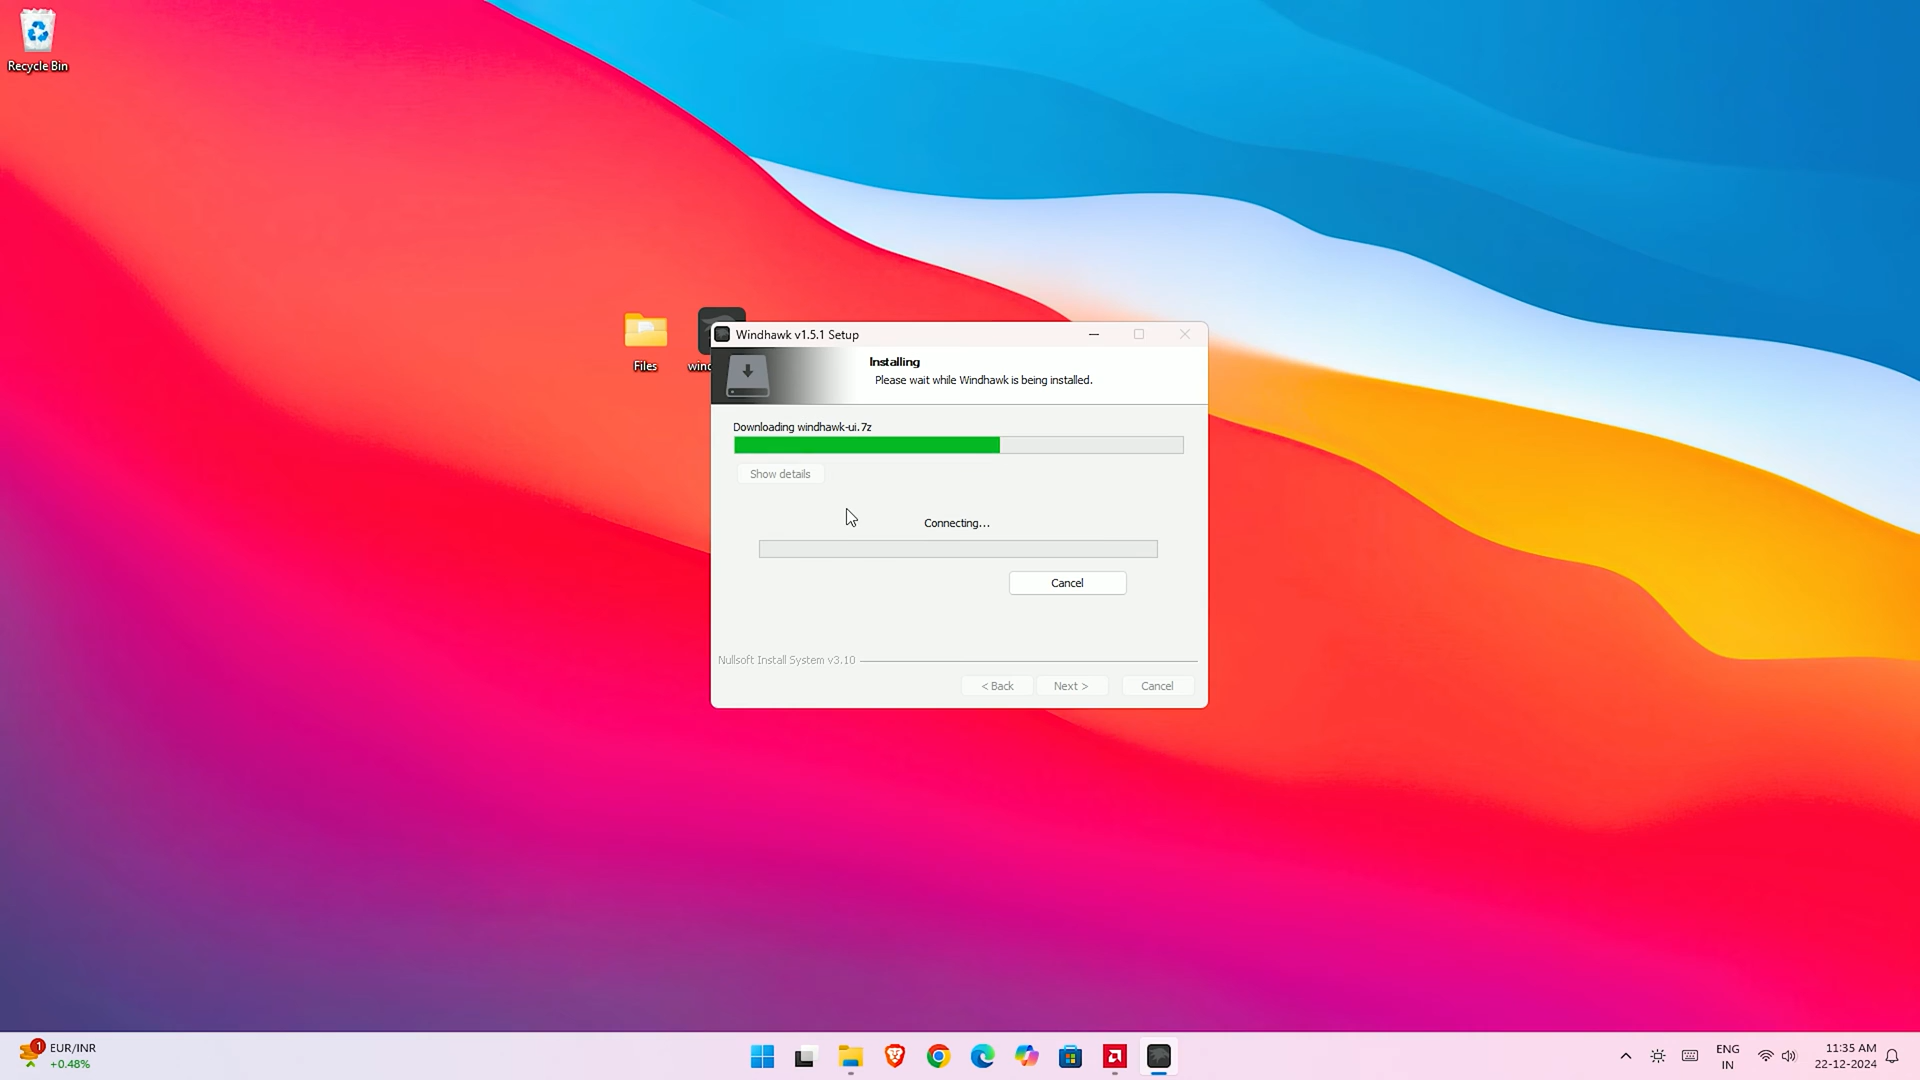 Recycle Bin
Files
wind
Windhawk v1.5.1 Setup
Installing
Please wait while Windhawk is being installed.
Downloading windhawk-ui.7z
Show details
Connecting...
Cancel
Nullsoft Install System v3.10
< Back
Next >
Cancel
1
EUR/INR
+0.48%
ENG
IN
11:35 AM
22-12-2024